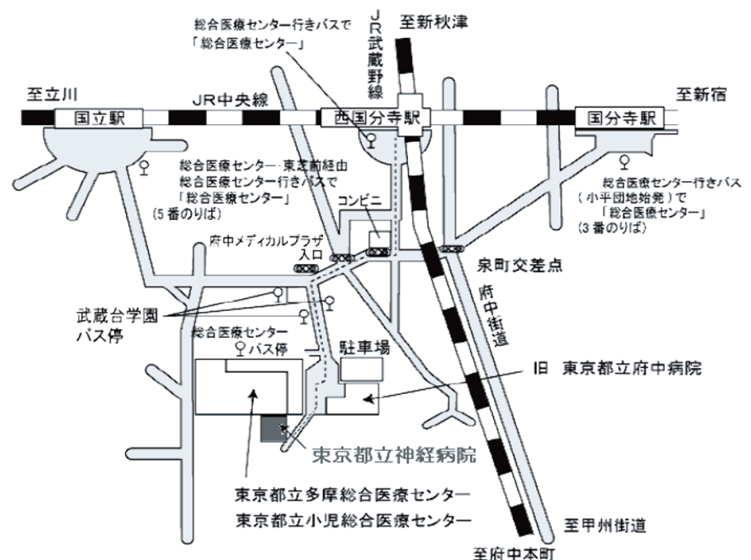 総合医療センター行きバスで
「総合医療センター」
JR武蔵野線
至新秋津
至立川
JR中央線
至新宿
国立駅
西国分寺駅
国分寺駅
総合医療センター・東芝前経由
総合医療センター行きバスで
「総合医療センター」
(5番のりば)
コンビニ
総合医療センター行きバス
(小平団地始発)で
「総合医療センター」
(3番のりば)
府中メディカルプラザ
入口
泉町交差点
府中街道
武蔵台学園
バス停
総合医療センター
バス停
駐車場
旧 東京都立府中病院
東京都立神経病院
東京都立多摩総合医療センター
東京都立小児総合医療センター
至甲州街道
至府中本町